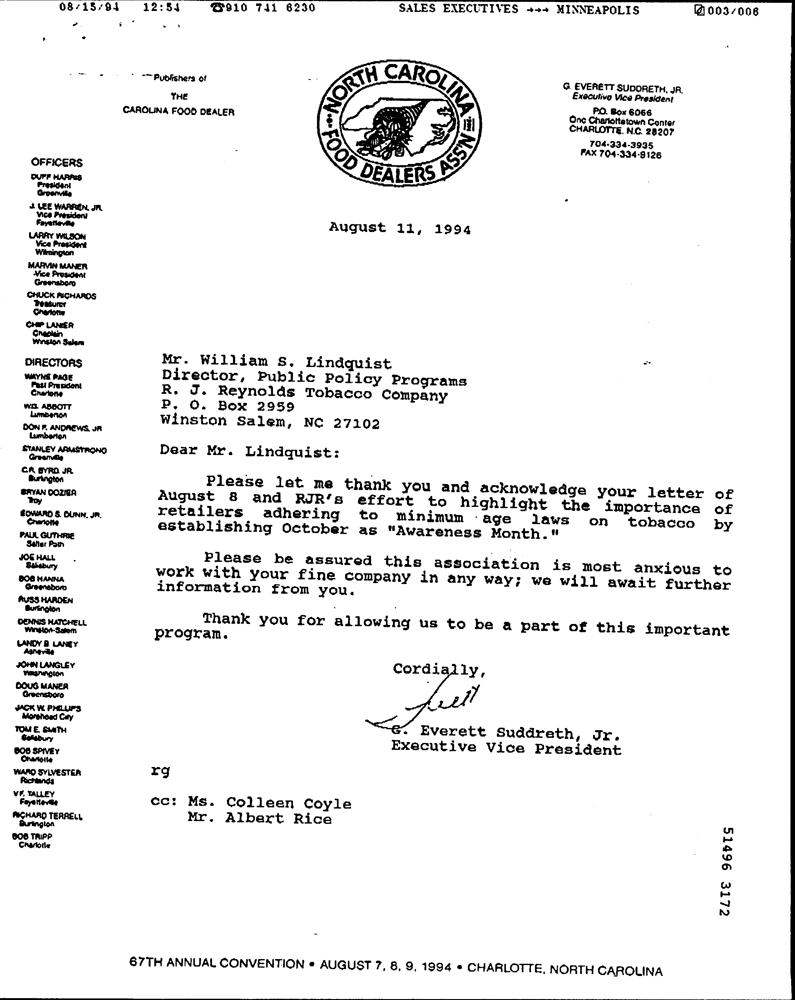 08/15/94 12:54 ☎910 741 6230 SALES EXECUTIVES →→→ MINNEAPOLIS 003/006
Publishers of
THE
CAROLINA FOOD DEALER
NORTH CAROLINA
FOOD DEALERS ASS'N
G. EVERETT SUDDRETH, JR.
Executive Vice President
P.O. Box 6066
One Charlottetown Center
CHARLOTTE, N.C. 28207
704-334-3935
FAX 704-334-9126
OFFICERS
DUFF HARRIS
President
Greenville
J. LEE WARREN, JR.
Vice President
Fayetteville
LARRY WILSON
Vice President
Wilmington
MARVIN MANER
Vice President
Greensboro
CHUCK RICHARDS
Treasurer
Charlotte
CHIP LANIER
Chaplain
Winston Salem
DIRECTORS
WAYNE PAGE
Past President
Charlotte
W.D. ABBOTT
Lumberton
DON P. ANDREWS, JR
Lumberton
STANLEY ARMSTRONG
Greenville
C.R. BYRD, JR.
Burlington
BRYAN DOZIER
Troy
EDWARD S. DUNN, JR.
Charlotte
PAUL GUTHRIE
Salter Path
JOE HALL
Salisbury
BOB HANNA
Greensboro
RUSS HARDEN
Burlington
DENNIS HATCHELL
Winston-Salem
LANDY B LANEY
Asheville
JOHN LANGLEY
Washington
DOUG MANER
Greensboro
JACK W. PHILLIPS
Morehead City
TOM E. SMITH
Salisbury
BOB SPIVEY
Charlotte
WARD SYLVESTER
Richlands
V.F. TALLEY
Fayetteville
RICHARD TERRELL
Burlington
BOB TRIPP
Charlotte
August 11, 1994
Mr. William S. Lindquist
Director, Public Policy Programs
R. J. Reynolds Tobacco Company
P. O. Box 2959
Winston Salem, NC 27102
Dear Mr. Lindquist:
Please let me thank you and acknowledge your letter of
August 8 and RJR's effort to highlight the importance of
retailers adhering to minimum age laws on tobacco by
establishing October as "Awareness Month."
Please be assured this association is most anxious to
work with your fine company in any way; we will await further
information from you.
Thank you for allowing us to be a part of this important
program.
Cordially,
G. Everett Suddreth, Jr.
Executive Vice President
rg
cc: Ms. Colleen Coyle
Mr. Albert Rice
51496 3172
67TH ANNUAL CONVENTION • AUGUST 7, 8, 9, 1994 • CHARLOTTE, NORTH CAROLINA